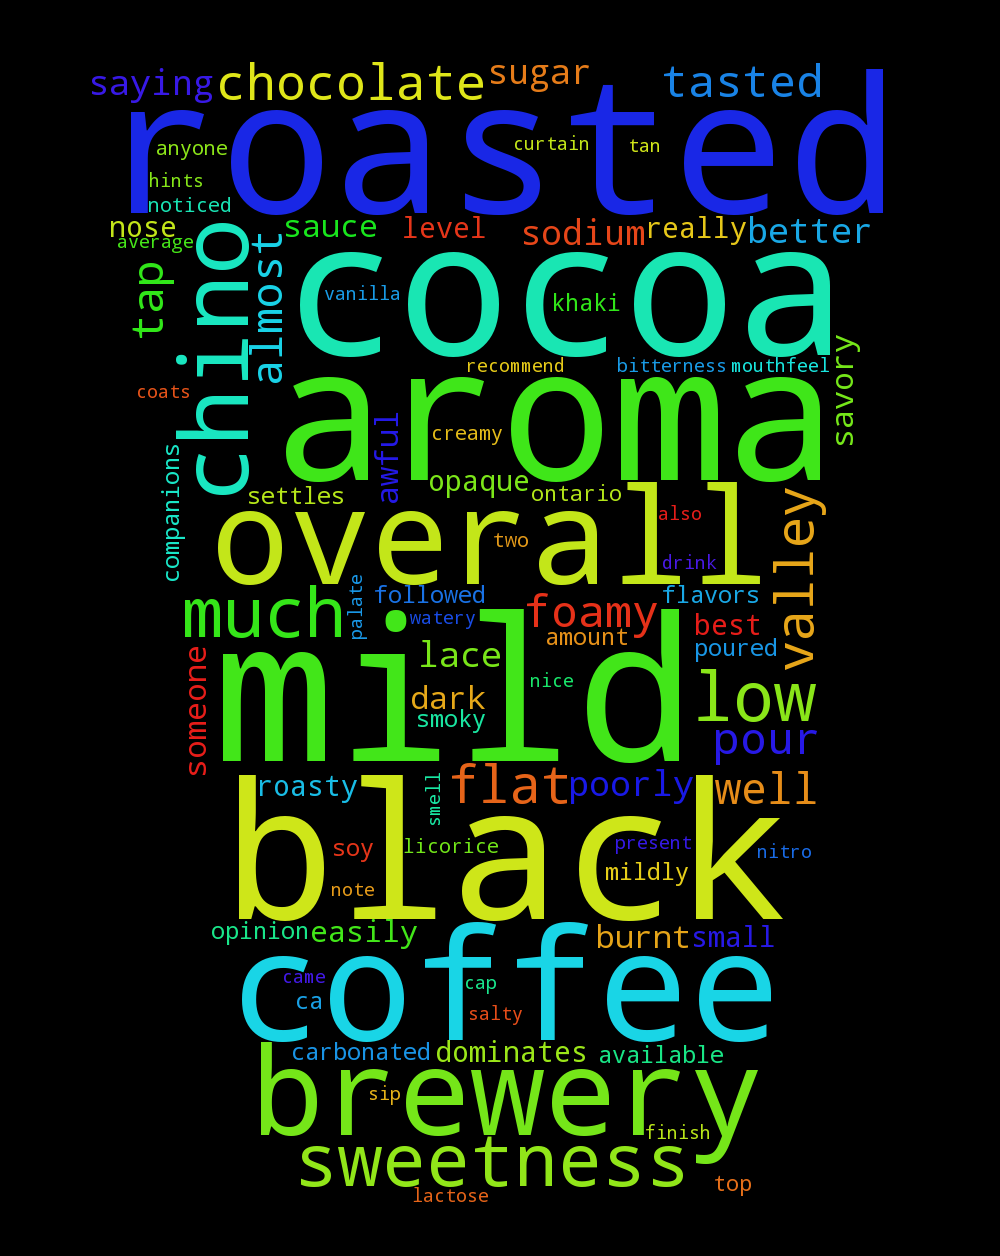 saying chocolate sugar tasted
roasted
anyone curtain tan
hints
noticed
nose sauce level sodium really better
average
chino
tap almost
cocoa
vanilla khaki
recommend bitterness mouthfeel savory
coats
aroma
awful creamy
companions settles opaque ontario
overall
two also drink
valley
much palate followed watery foamy amount flavors best poured
mild
someone lace dark smoky nice
low
pour
roasty smell flat poorly well
black
soy licorice note present mildly nitro
opinion easily burnt small
coffee
came ca cap salty
carbonated dominates available
brewery
sip finish
sweetness
lactose top